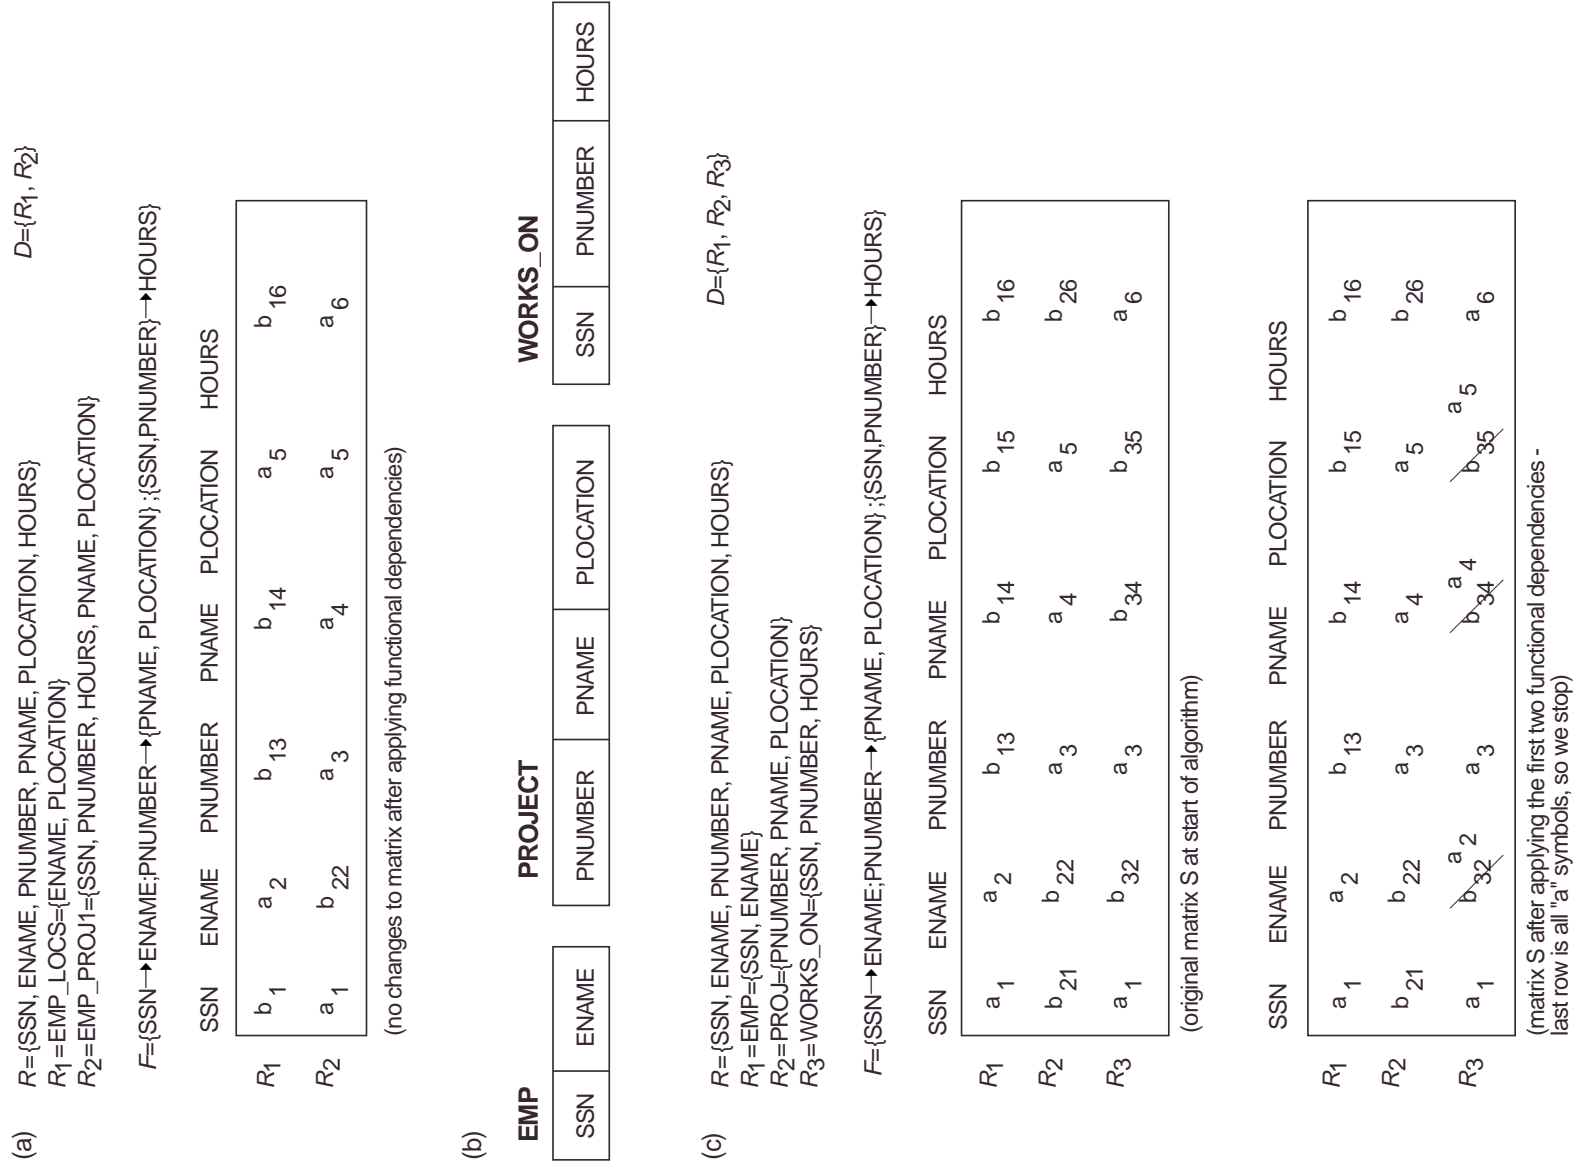 (a) R={SSN, ENAME, PNUMBER, PNAME, PLOCATION, HOURS} D={R1, R2}
R1=EMP_LOCS={ENAME, PLOCATION}
R2=EMP_PROJ1={SSN, PNUMBER, HOURS, PNAME, PLOCATION}
F={SSN→ENAME;PNUMBER→{PNAME, PLOCATION};{SSN,PNUMBER}→HOURS}
SSN ENAME PNUMBER PNAME PLOCATION HOURS
R1 b1 a2 b13 b14 a5 b16
R2 a1 b22 a3 a4 a5 a6
(no changes to matrix after applying functional dependencies)
(b)
EMP PROJECT WORKS_ON
SSN ENAME PNUMBER PNAME PLOCATION SSN PNUMBER HOURS
(c) R={SSN, ENAME, PNUMBER, PNAME, PLOCATION, HOURS} D={R1, R2, R3}
R1=EMP={SSN, ENAME}
R2=PROJ={PNUMBER, PNAME, PLOCATION}
R3=WORKS_ON={SSN, PNUMBER, HOURS}
F={SSN→ENAME;PNUMBER→{PNAME, PLOCATION};{SSN,PNUMBER}→HOURS}
SSN ENAME PNUMBER PNAME PLOCATION HOURS
R1 a1 a2 b13 b14 b15 b16
R2 b21 b22 a3 a4 a5 b26
R3 a1 b32 a3 b34 b35 a6
(original matrix S at start of algorithm)
SSN ENAME PNUMBER PNAME PLOCATION HOURS
R1 a1 a2 b13 b14 b15 b16
R2 b21 b22 a3 a4 a5 b26
R3 a1 b32 a2 a3 b34 a4 b35 a5 a6
(matrix S after applying the first two functional dependencies -
last row is all "a" symbols, so we stop)